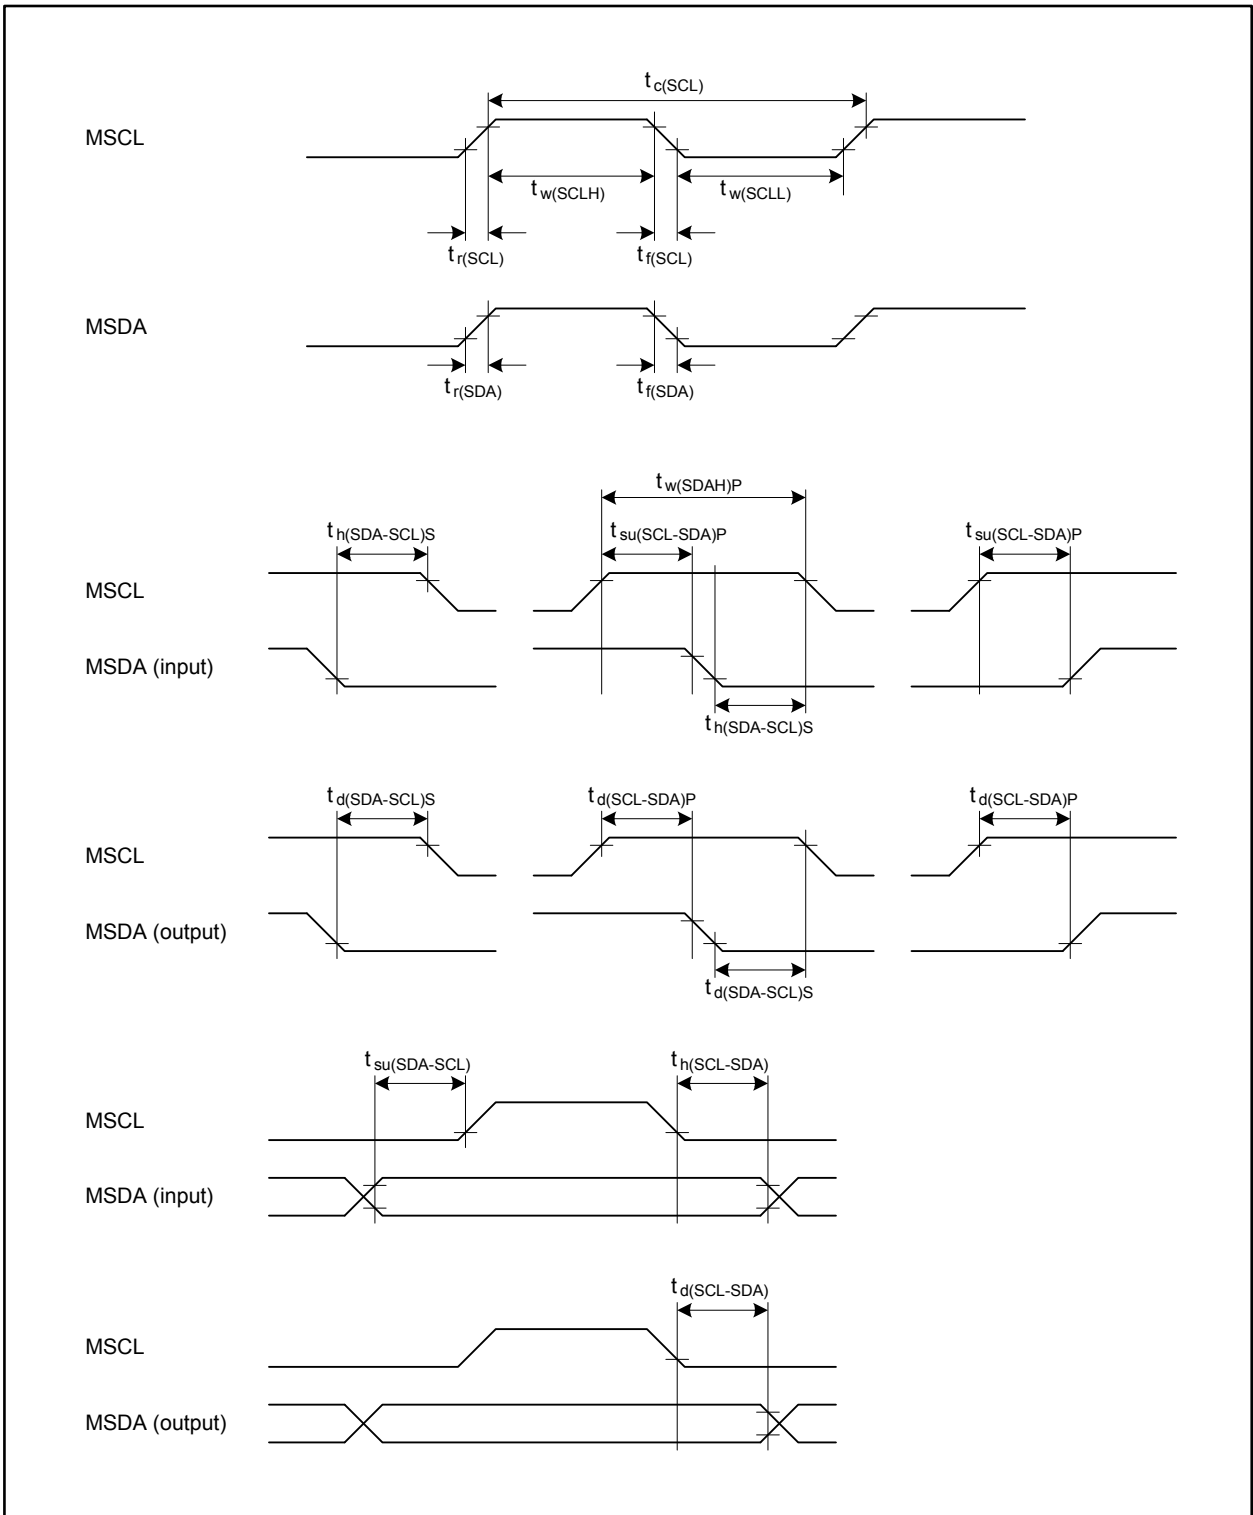 t c(SCL)
MSCL
t w(SCLH) t w(SCLL)
t r(SCL) t f(SCL)
MSDA
t r(SDA) t f(SDA)
t w(SDAH)P
t h(SDA-SCL)S t su(SCL-SDA)P t su(SCL-SDA)P
MSCL
MSDA (input)
t h(SDA-SCL)S
t d(SDA-SCL)S t d(SCL-SDA)P t d(SCL-SDA)P
MSCL
MSDA (output)
t d(SDA-SCL)S
t su(SDA-SCL) t h(SCL-SDA)
MSCL
MSDA (input)
t d(SCL-SDA)
MSCL
MSDA (output)